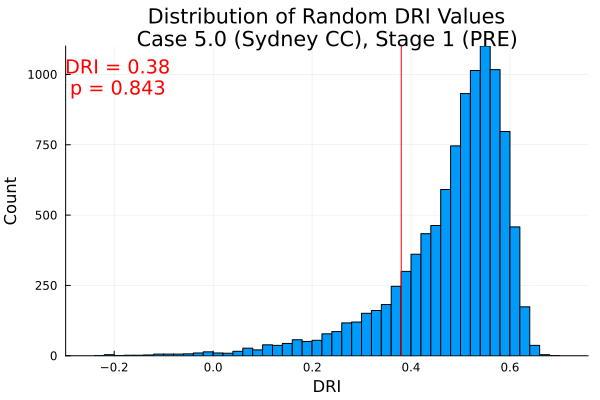 Distribution of Random DRI Values
Case 5.0 (Sydney CC), Stage 1 (PRE)
DRI = 0.38
p = 0.843
1000
750
500
250
0
Count
−0.2
0.0
0.2
0.4
0.6
DRI